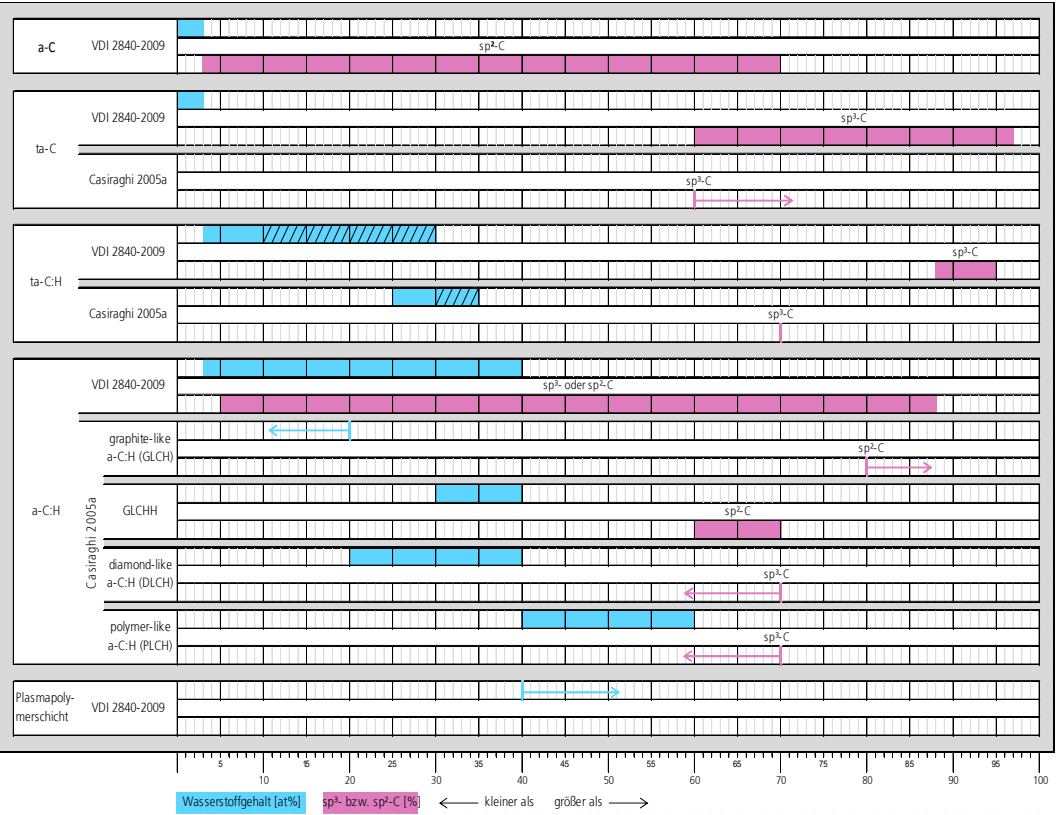 a-C
VDI 2840-2009
sp²-C
ta-C
VDI 2840-2009
sp³-C
Casiraghi 2005a
sp³-C
ta-C:H
VDI 2840-2009
sp³-C
Casiraghi 2005a
sp³-C
a-C:H
VDI 2840-2009
sp³- oder sp²-C
Casiraghi 2005a
graphite-like
a-C:H (GLCH)
sp²-C
GLCHH
sp²-C
diamond-like
a-C:H (DLCH)
sp³-C
polymer-like
a-C:H (PLCH)
sp³-C
Plasmapoly-
merschicht
VDI 2840-2009
5 15 25 35 45 55 65 75 85 95
10 20 30 40 50 60 70 80 90 100
Wasserstoffgehalt [at%] sp³- bzw. sp²-C [%] kleiner als größer als